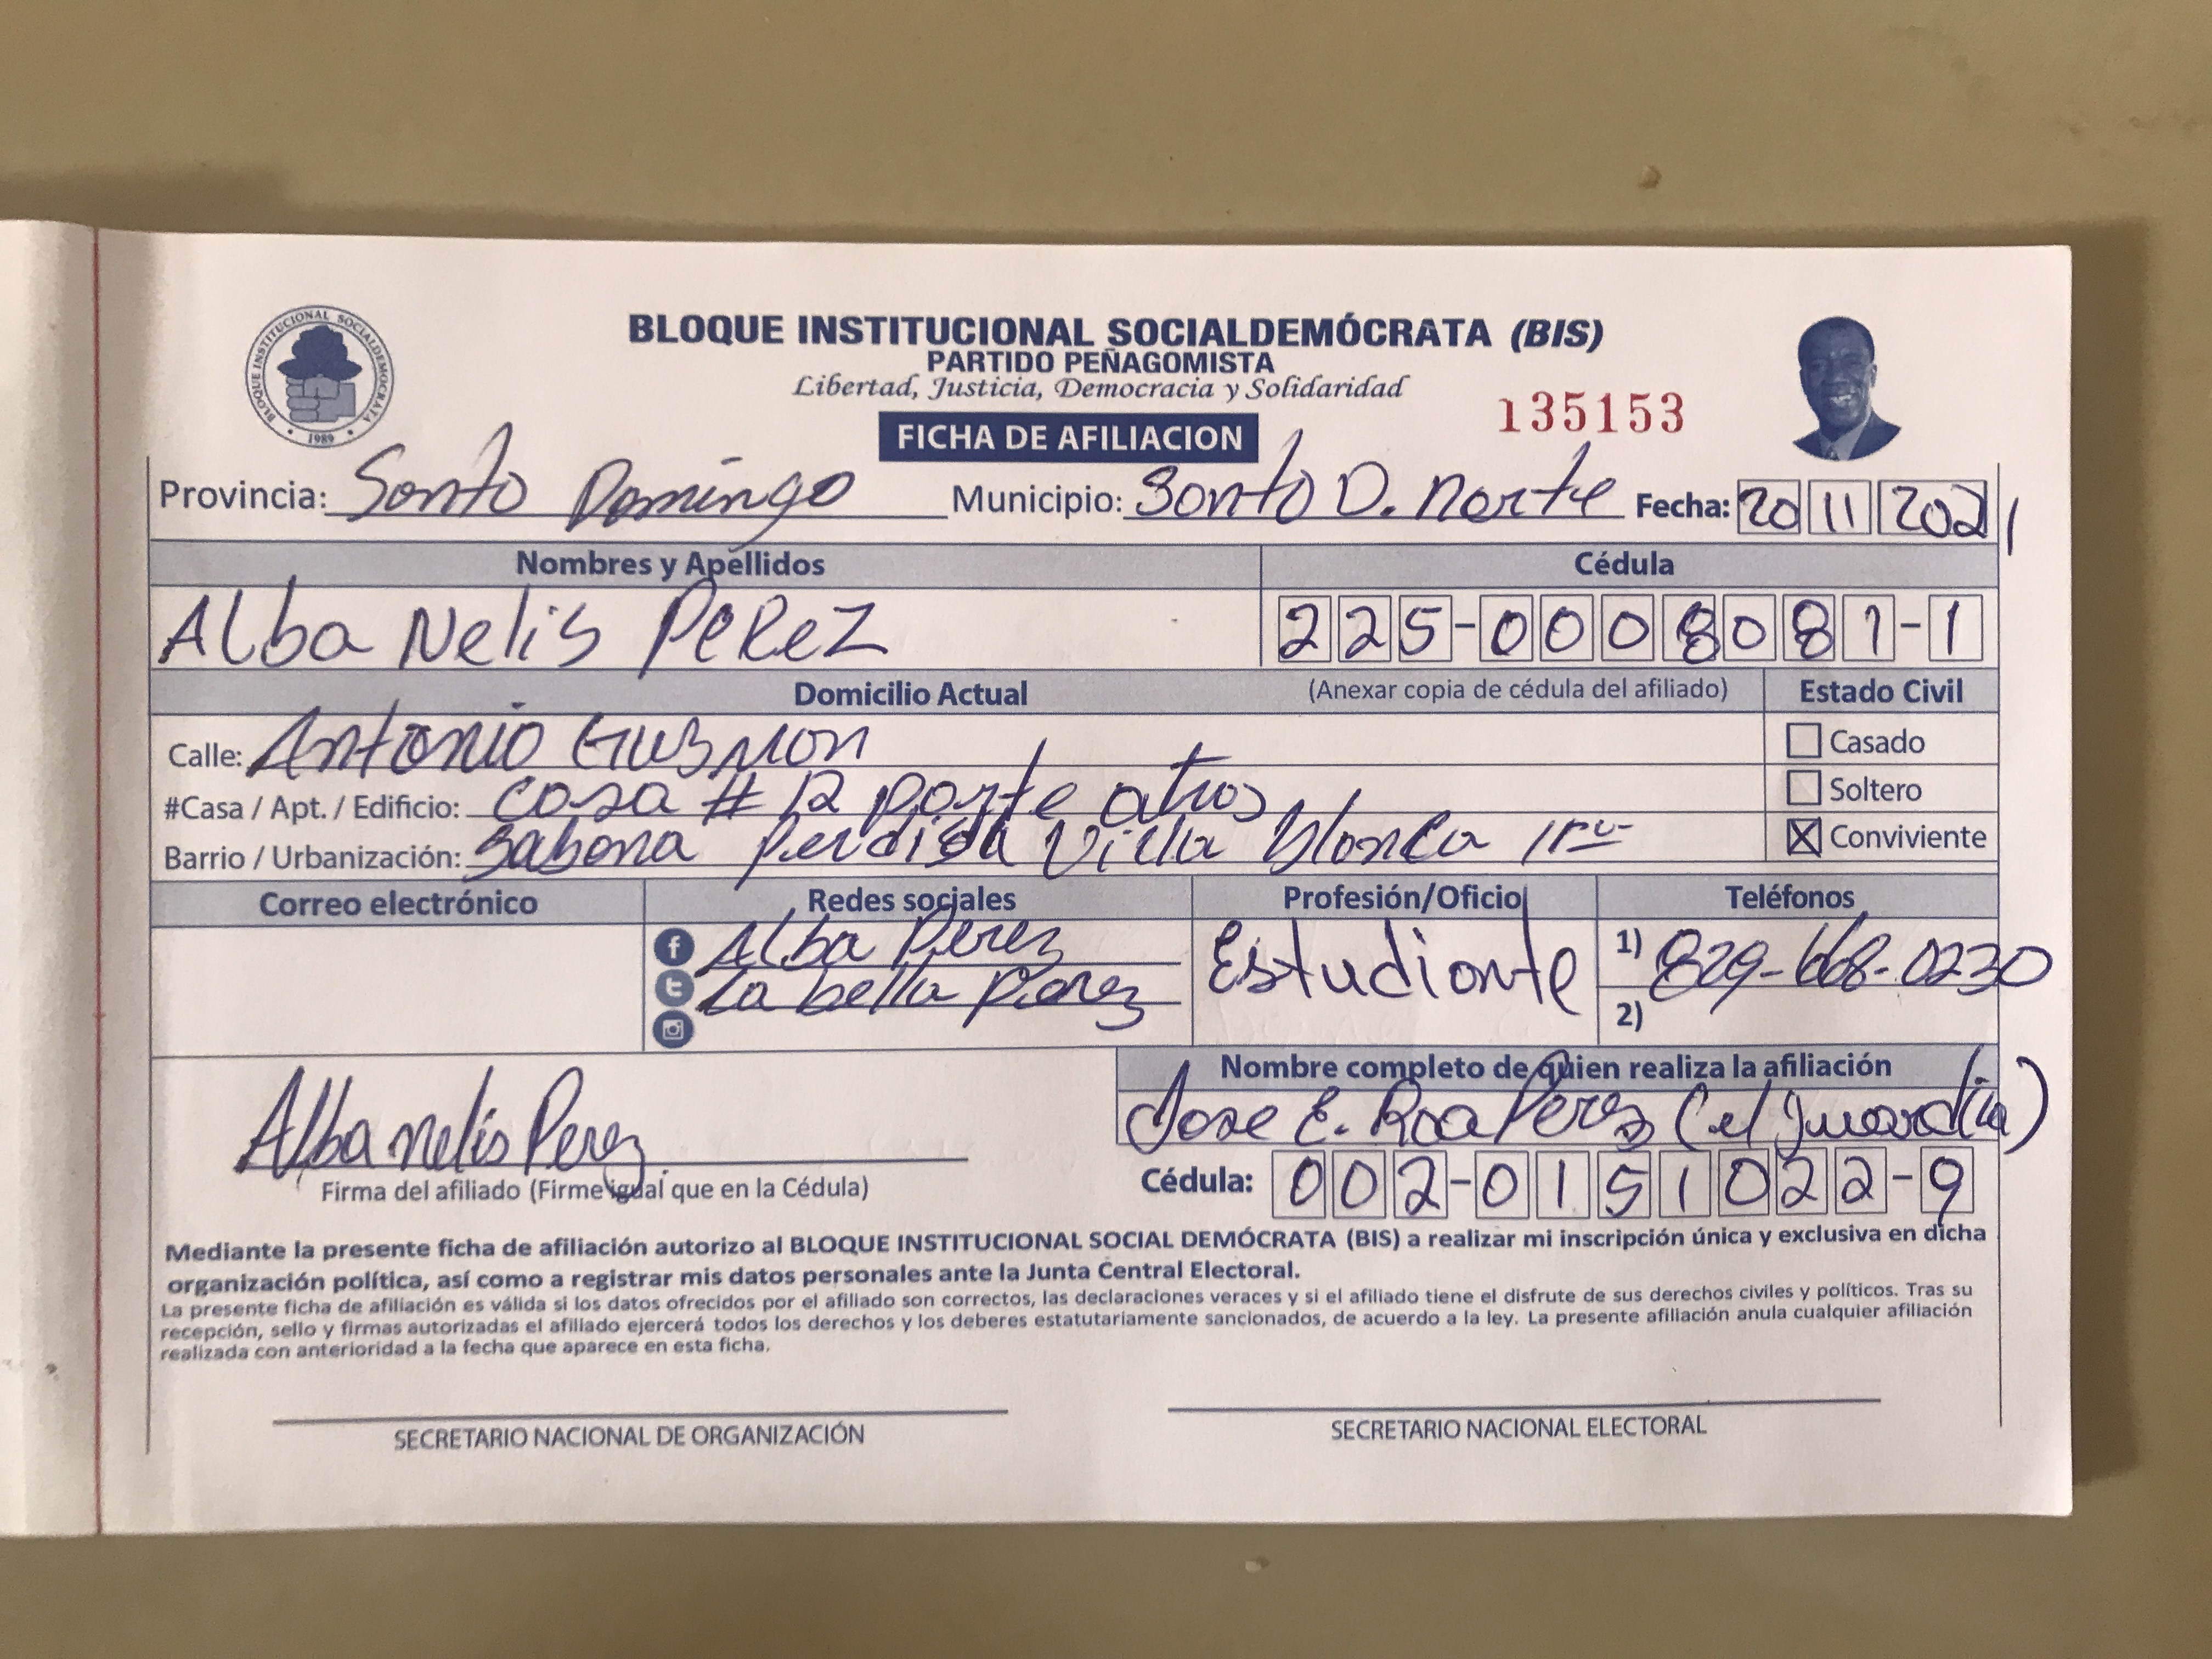 BLOQUE INSTITUCIONAL SOCIALDEMÓCRATA (BIS)
PARTIDO PEÑAGOMISTA
Libertad, Justicia, Democracia y Solidaridad
135153
FICHA DE AFILIACION
BLOQUE INSTITUCIONAL SOCIALDEMOCRATA
1989
Provincia: Santo Domingo Municipio: Santo D. Norte Fecha: 20 11 2021
Nombres y Apellidos Cédula
Alba Nelis PeReZ 225-0008081-1
Domicilio Actual (Anexar copia de cédula del afiliado) Estado Civil
Calle: Antonio Guzman Casado
#Casa / Apt. / Edificio: Casa # 12 parte atras Soltero
Barrio / Urbanización: Sabana Perdida Villa Blanca Conviviente
Correo electrónico Redes sociales Profesión/Oficio Teléfonos
Alba Perez Estudiante 1) 829-668-0230
La bella Perez 2)
Nombre completo de quien realiza la afiliación
Jose E. Roa Perez (el guardia)
Alba nelis Perez
Firma del afiliado (Firme igual que en la Cédula) Cédula: 002-0151022-9
Mediante la presente ficha de afiliación autorizo al BLOQUE INSTITUCIONAL SOCIAL DEMÓCRATA (BIS) a realizar mi inscripción única y exclusiva en dicha
organización política, así como a registrar mis datos personales ante la Junta Central Electoral.
La presente ficha de afiliación es válida si los datos ofrecidos por el afiliado son correctos, las declaraciones veraces y si el afiliado tiene el disfrute de sus derechos civiles y políticos. Tras su
recepción, sello y firmas autorizadas el afiliado ejercerá todos los derechos y los deberes estatutariamente sancionados, de acuerdo a la ley. La presente afiliación anula cualquier afiliación
realizada con anterioridad a la fecha que aparece en esta ficha.
SECRETARIO NACIONAL DE ORGANIZACIÓN SECRETARIO NACIONAL ELECTORAL